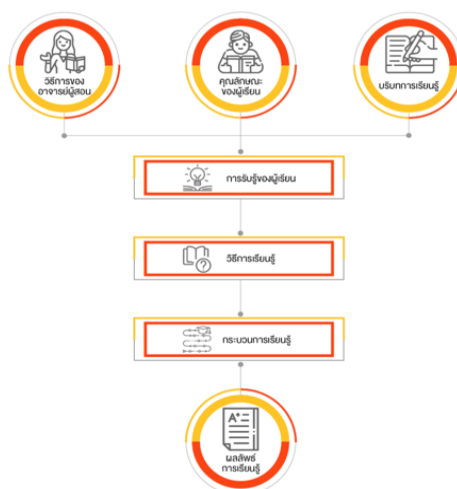 วิธีการของ
อาจารย์ผู้สอน
คุณลักษณะ
ของผู้เรียน
บริบทการเรียนรู้
การรับรู้ของผู้เรียน
วิธีการเรียนรู้
กระบวนการเรียนรู้
A+
ผลลัพธ์
การเรียนรู้